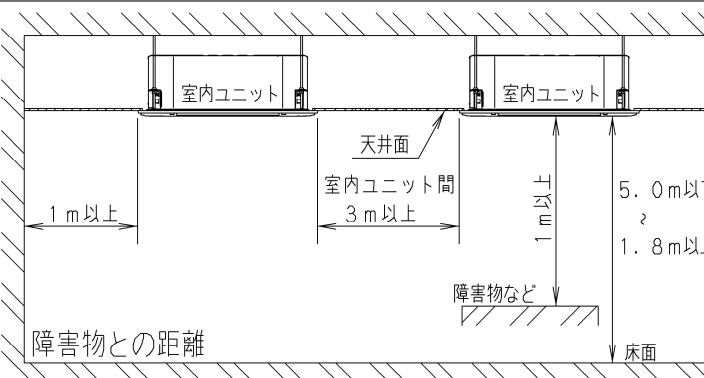 室内ユニット
室内ユニット
天井面
室内ユニット間
1m以上
3m以上
1m以上
5.0m以下
~
1.8m以
障害物など
障害物との距離
床面